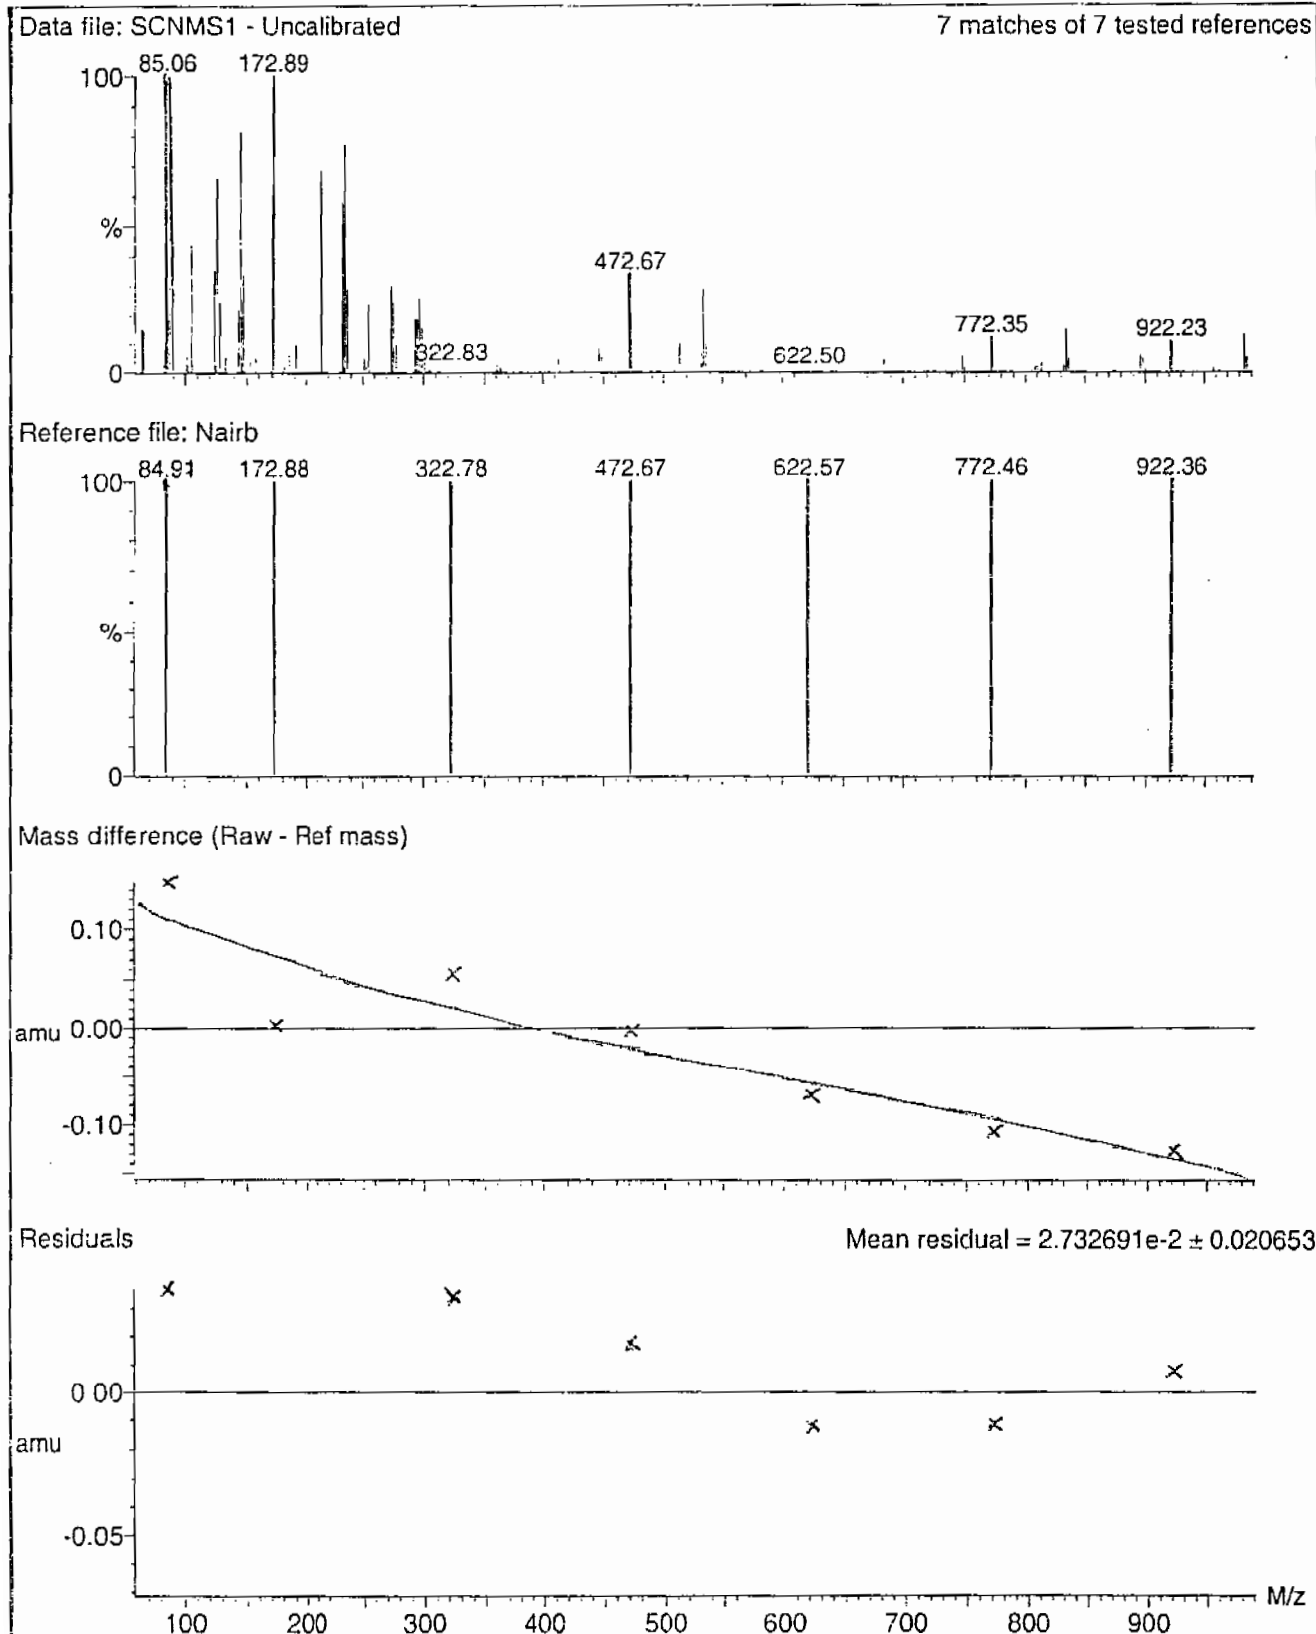 Data file: SCNMS1 - Uncalibrated 7 matches of 7 tested references
85.06 172.89
100
%
472.67
772.35 922.23
322.83 622.50
0
Reference file: Nairb
84.91 172.88 322.78 472.67 622.57 772.46 922.36
100
%
0
Mass difference (Raw - Ref mass)
0.10
amu 0.00
-0.10
Residuals Mean residual = 2.732691e-2 ± 0.020653
0 00
amu
-0.05
M/z
100 200 300 400 500 600 700 800 900